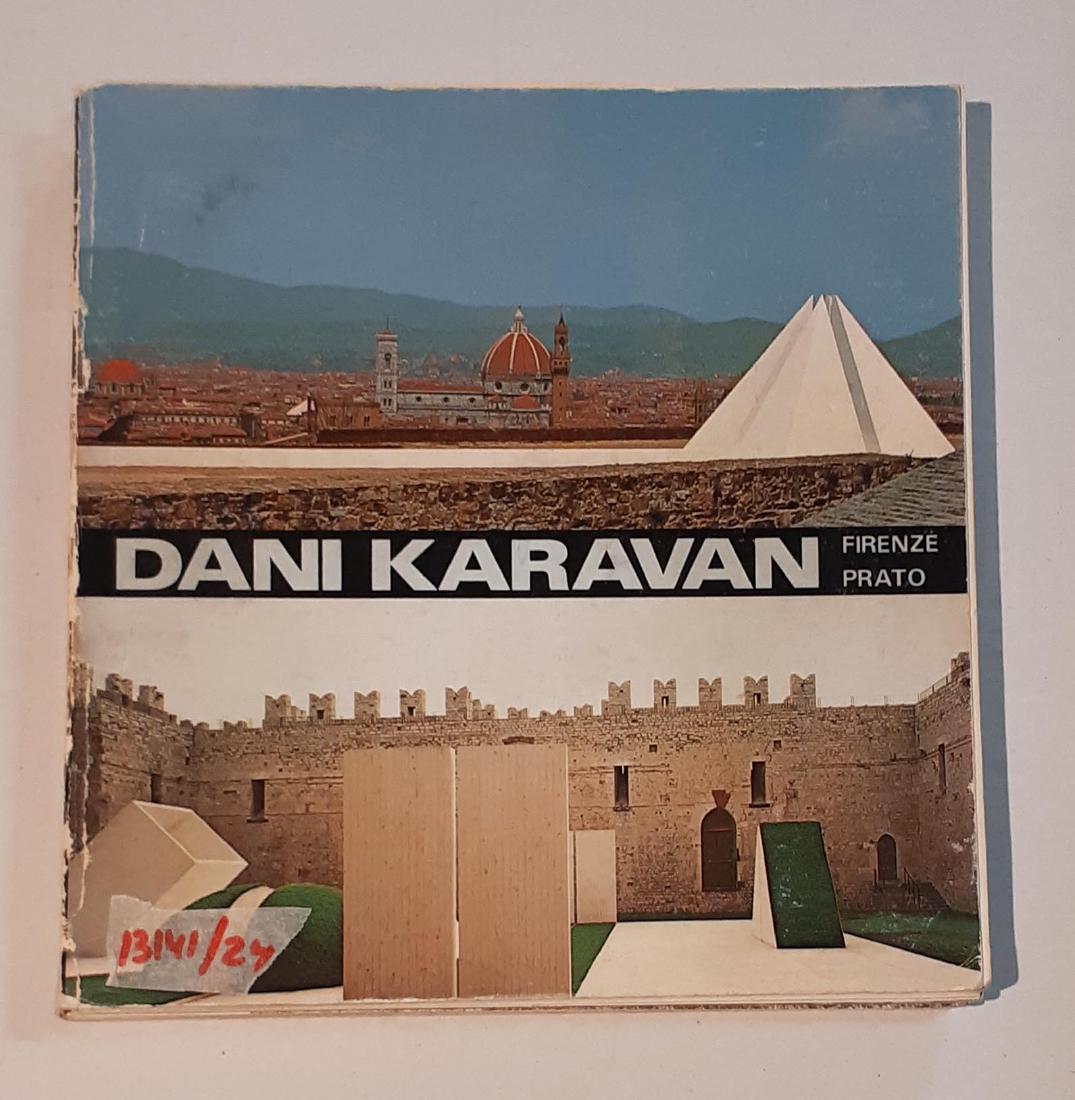 DANI KARAVAN
FIRENZE
PRATO
13141/24